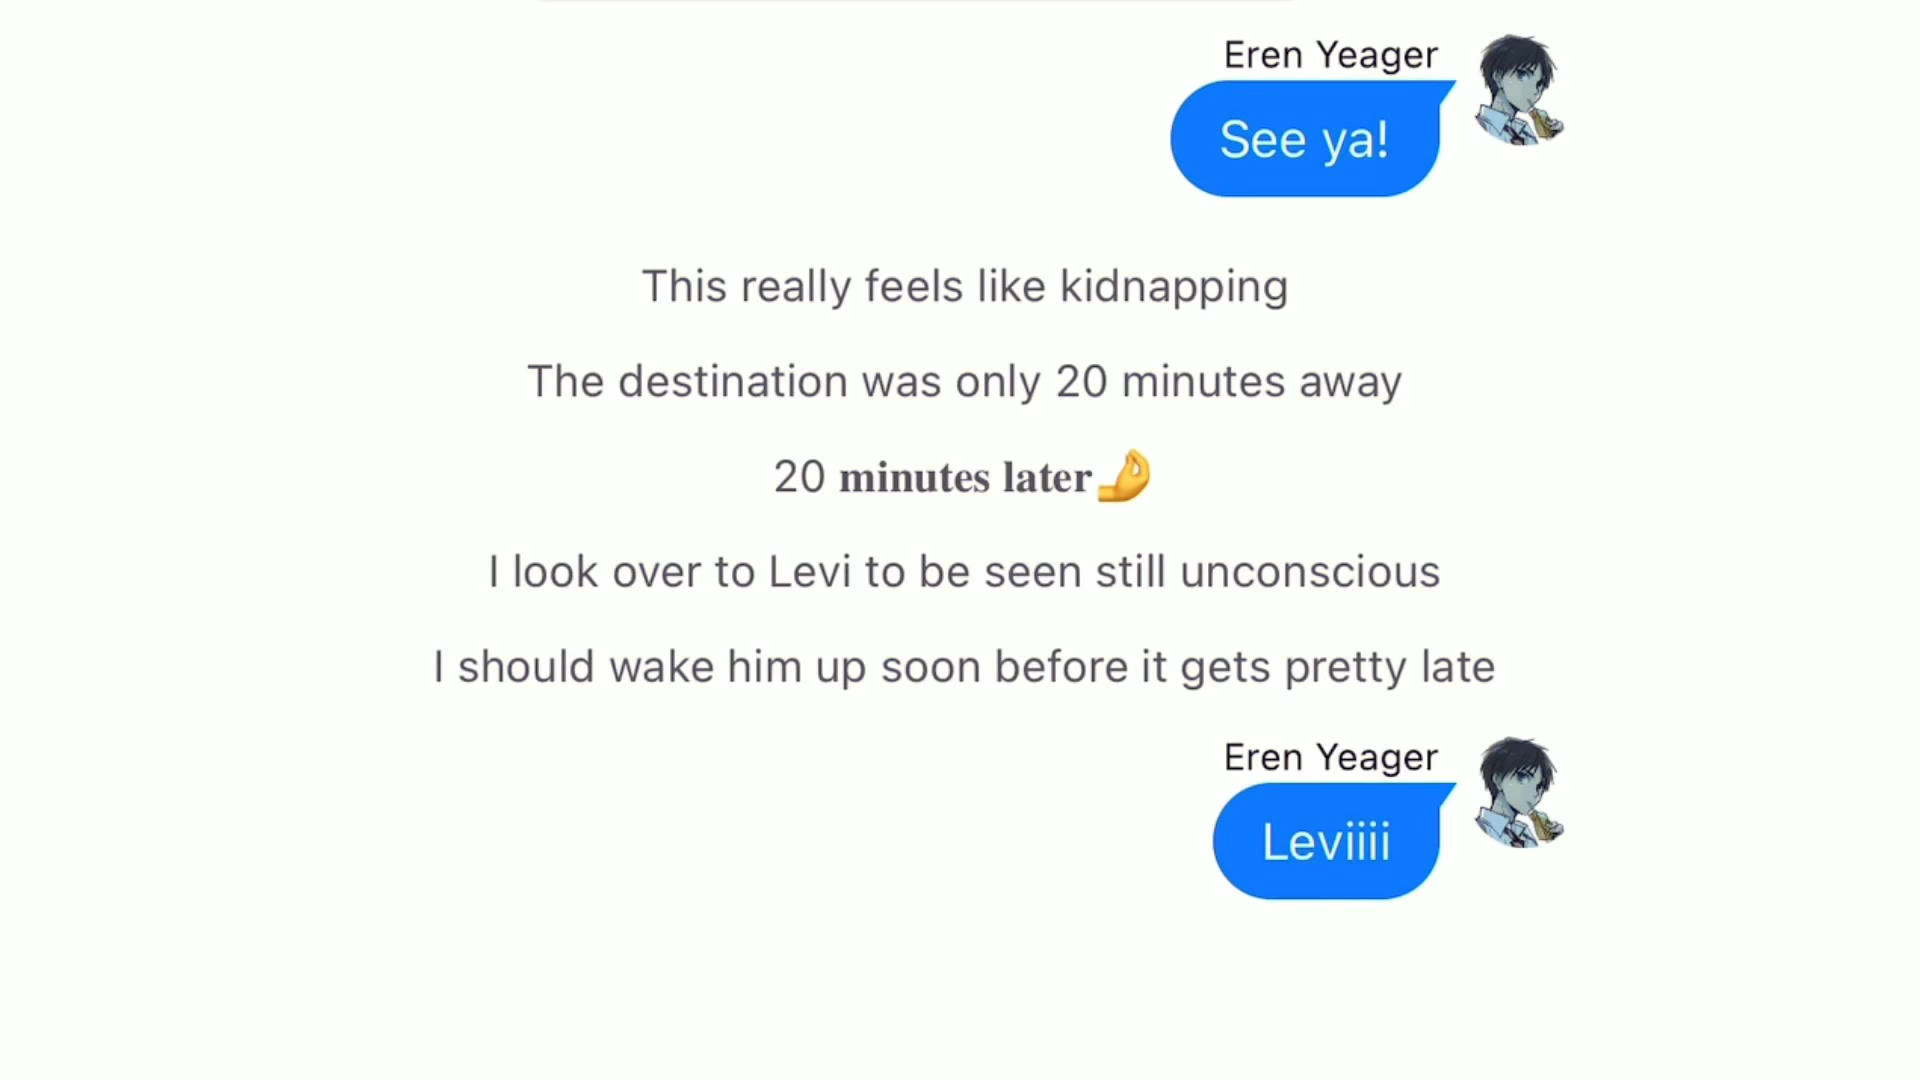 Eren Yeager
See ya!
This really feels like kidnapping
The destination was only 20 minutes away
20 𝐦𝐢𝐧𝐮𝐭𝐞𝐬 𝐥𝐚𝐭𝐞𝐫🤌
I look over to Levi to be seen still unconscious
I should wake him up soon before it gets pretty late
Eren Yeager
Leviiii